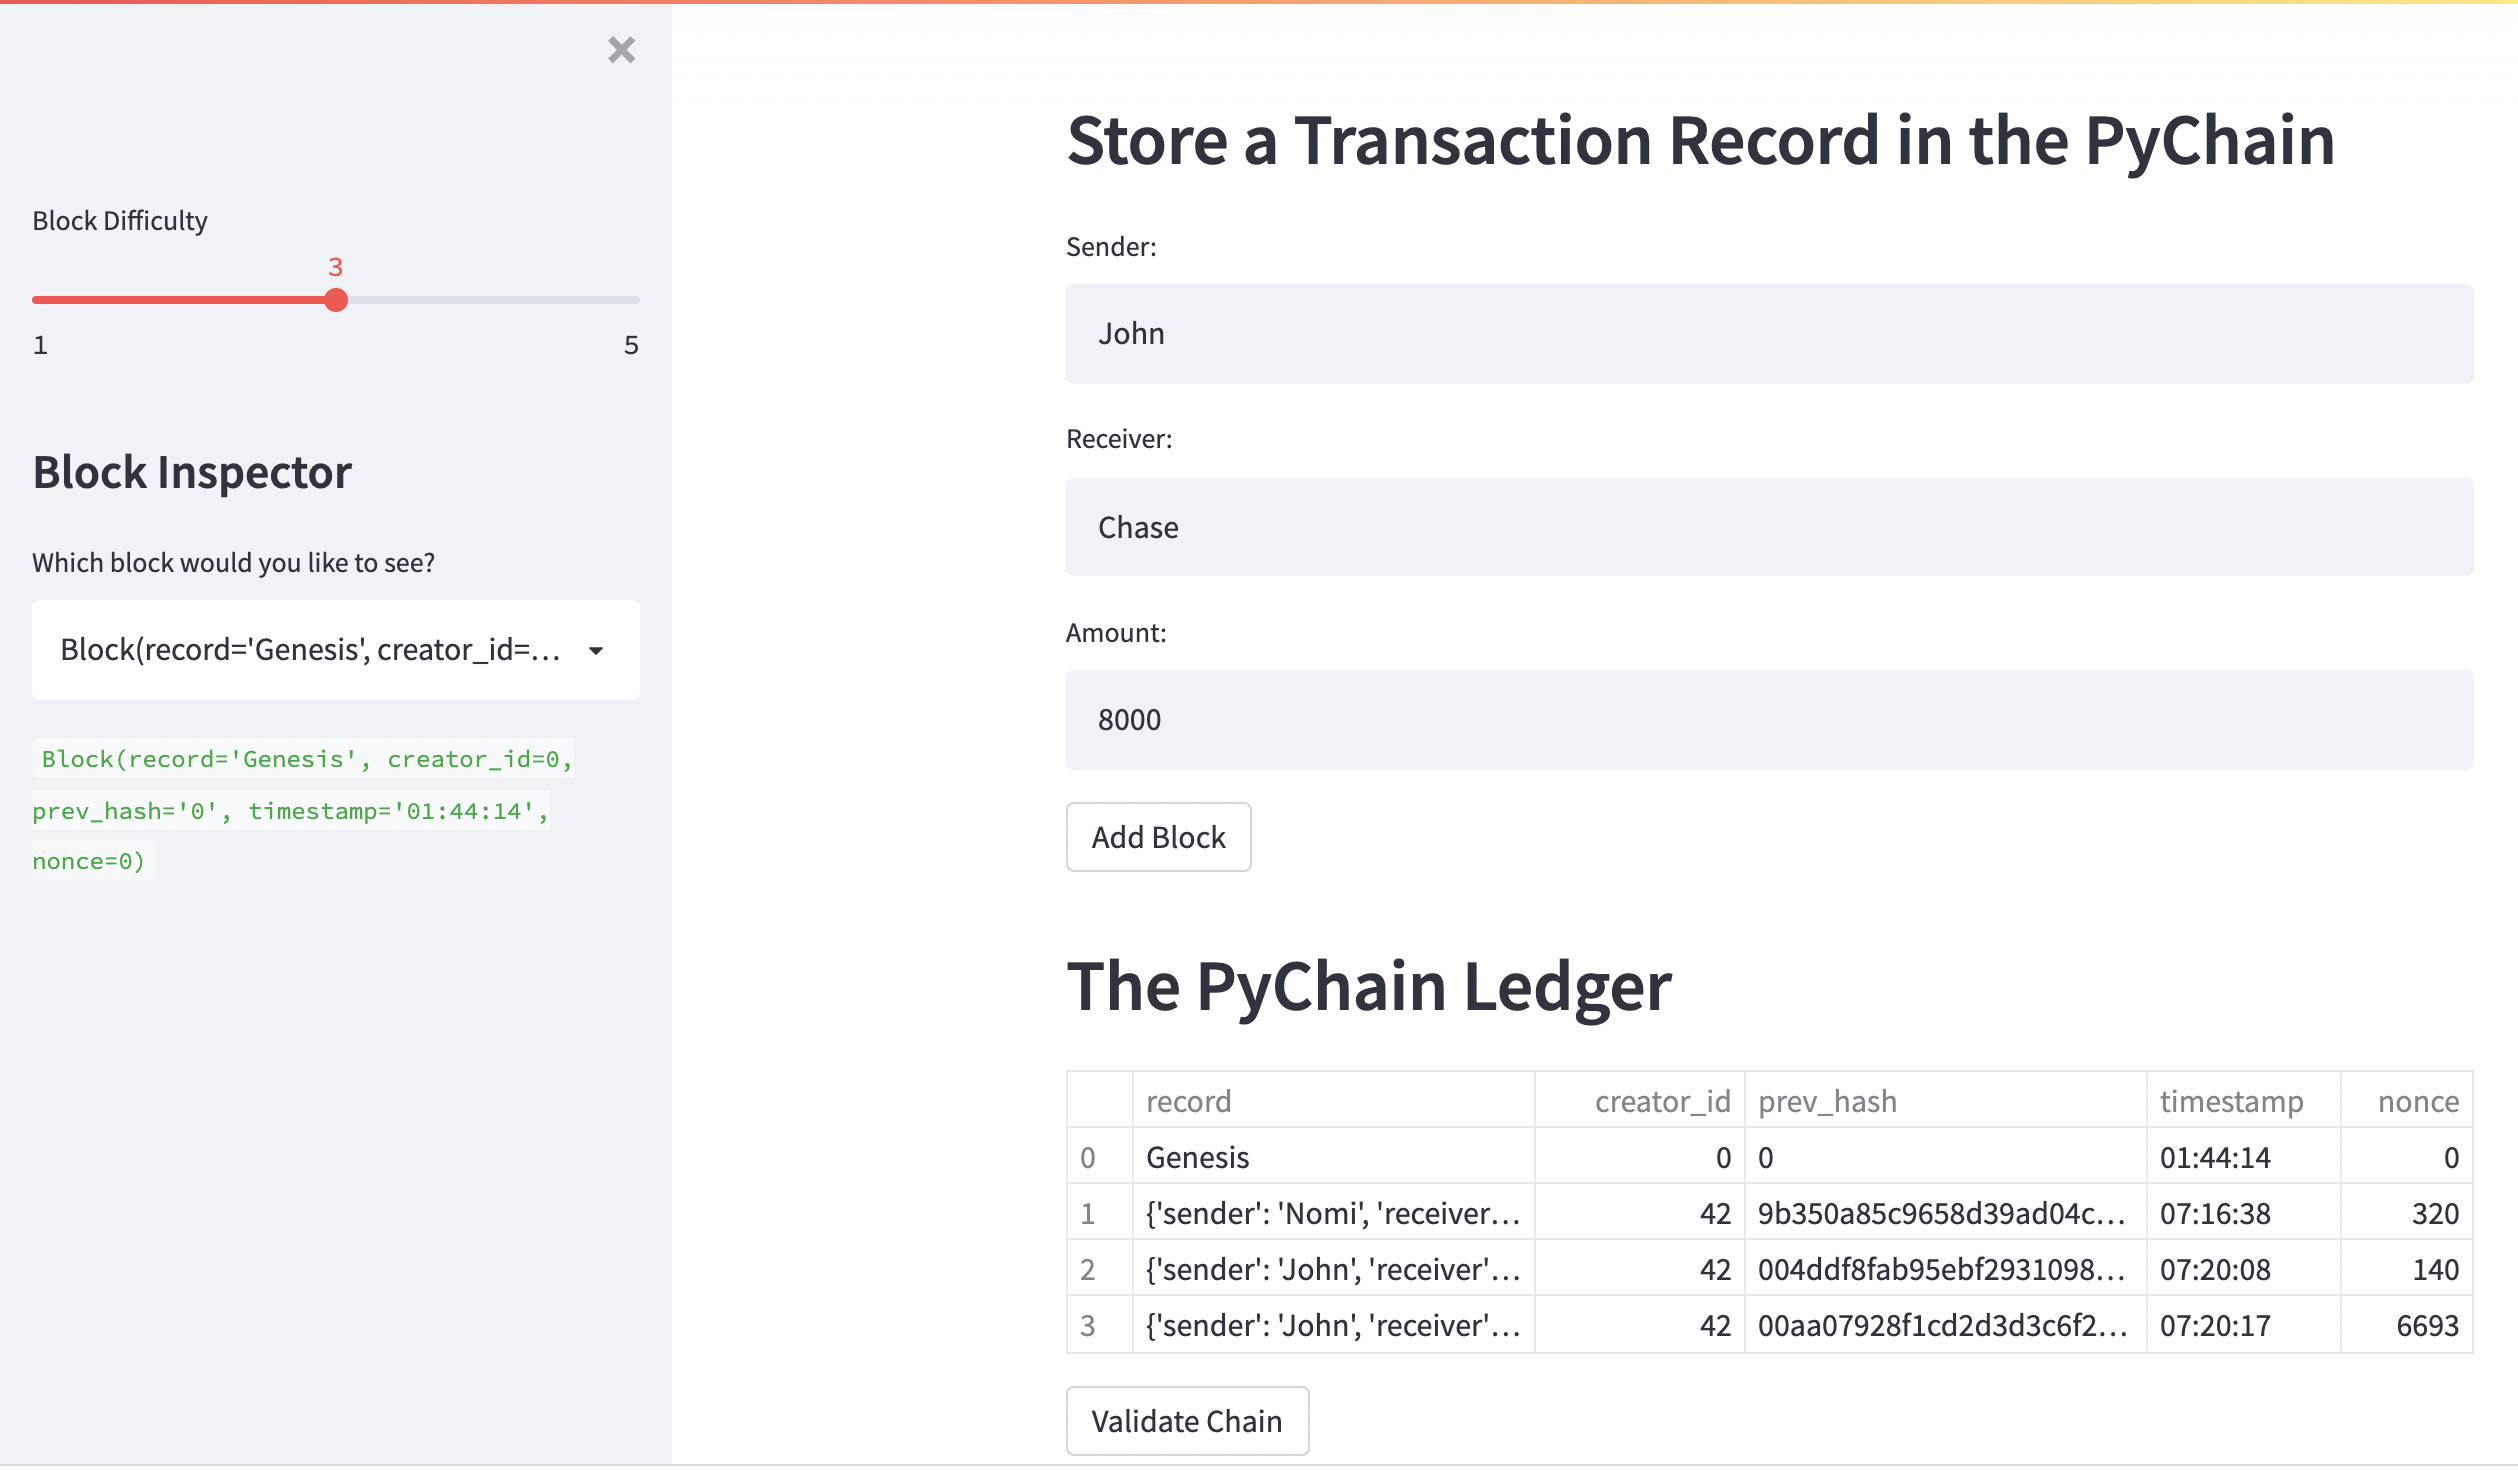 Block Difficulty
3
1 5
Block Inspector
Which block would you like to see?
Block(record='Genesis', creator_id=...
Block(record='Genesis', creator_id=0,
prev_hash='0', timestamp='01:44:14',
nonce=0)
Store a Transaction Record in the PyChain
Sender:
John
Receiver:
Chase
Amount:
8000
Add Block
The PyChain Ledger
record creator_id prev_hash timestamp nonce
0 Genesis 0 0 01:44:14 0
1 {'sender': 'Nomi', 'receiver... 42 9b350a85c9658d39ad04c... 07:16:38 320
2 {'sender': 'John', 'receiver'... 42 004ddf8fab95ebf2931098... 07:20:08 140
3 {'sender': 'John', 'receiver'... 42 00aa07928f1cd2d3d3c6f2... 07:20:17 6693
Validate Chain